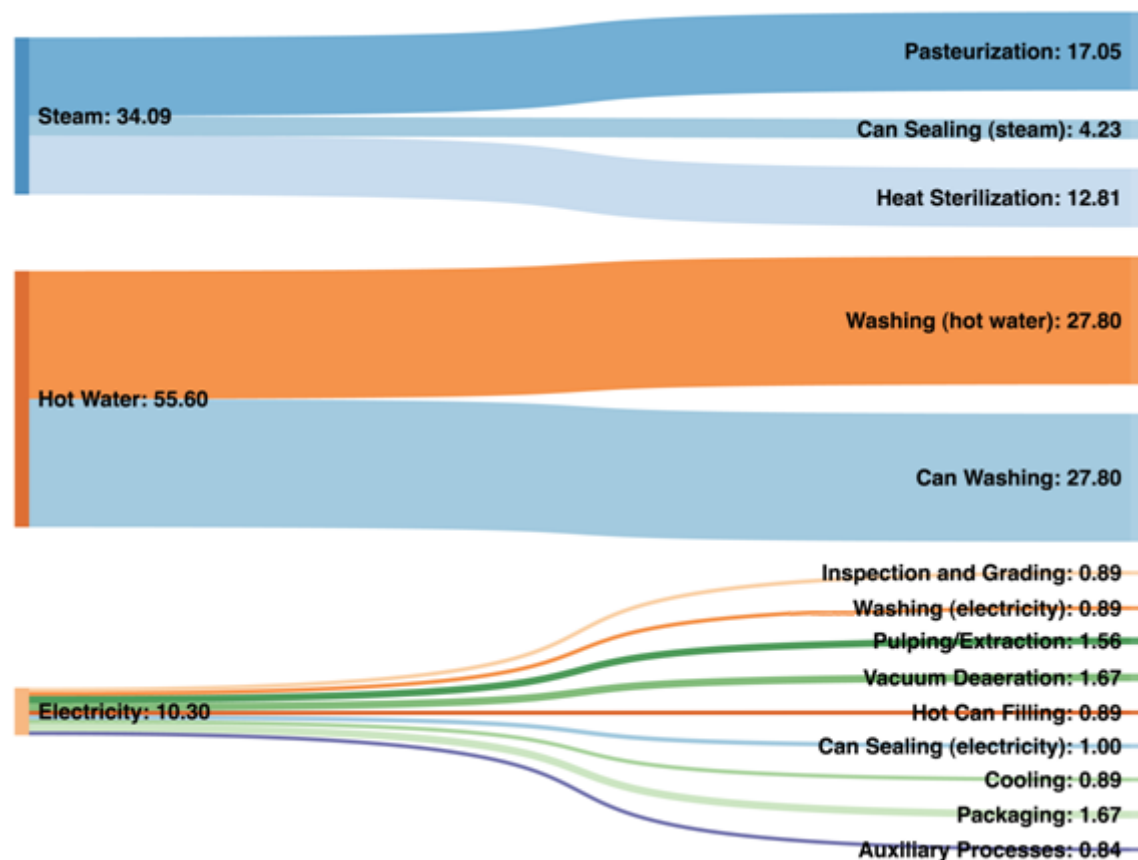 Pasteurization: 17.05
Steam: 34.09
Can Sealing (steam): 4.23
Heat Sterilization: 12.81
Washing (hot water): 27.80
Hot Water: 55.60
Can Washing: 27.80
Inspection and Grading: 0.89
Washing (electricity): 0.89
Pulping/Extraction: 1.56
Vacuum Deaeration: 1.67
Electricity: 10.30
Hot Can Filling: 0.89
Can Sealing (electricity): 1.00
Cooling: 0.89
Packaging: 1.67
Auxiliary Processes: 0.84